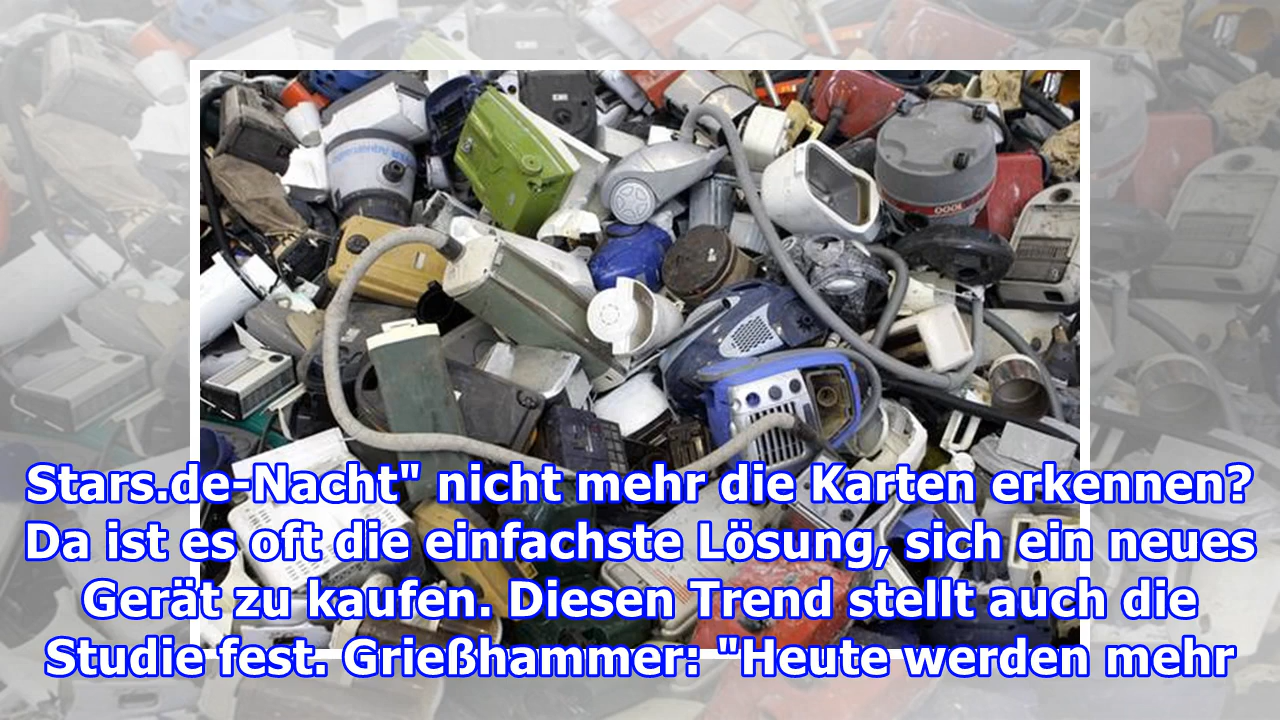 Stars.de-Nacht" nicht mehr die Karten erkennen?
Da ist es oft die einfachste Lösung, sich ein neues
Gerät zu kaufen. Diesen Trend stellt auch die
Studie fest. Grießhammer: "Heute werden mehr